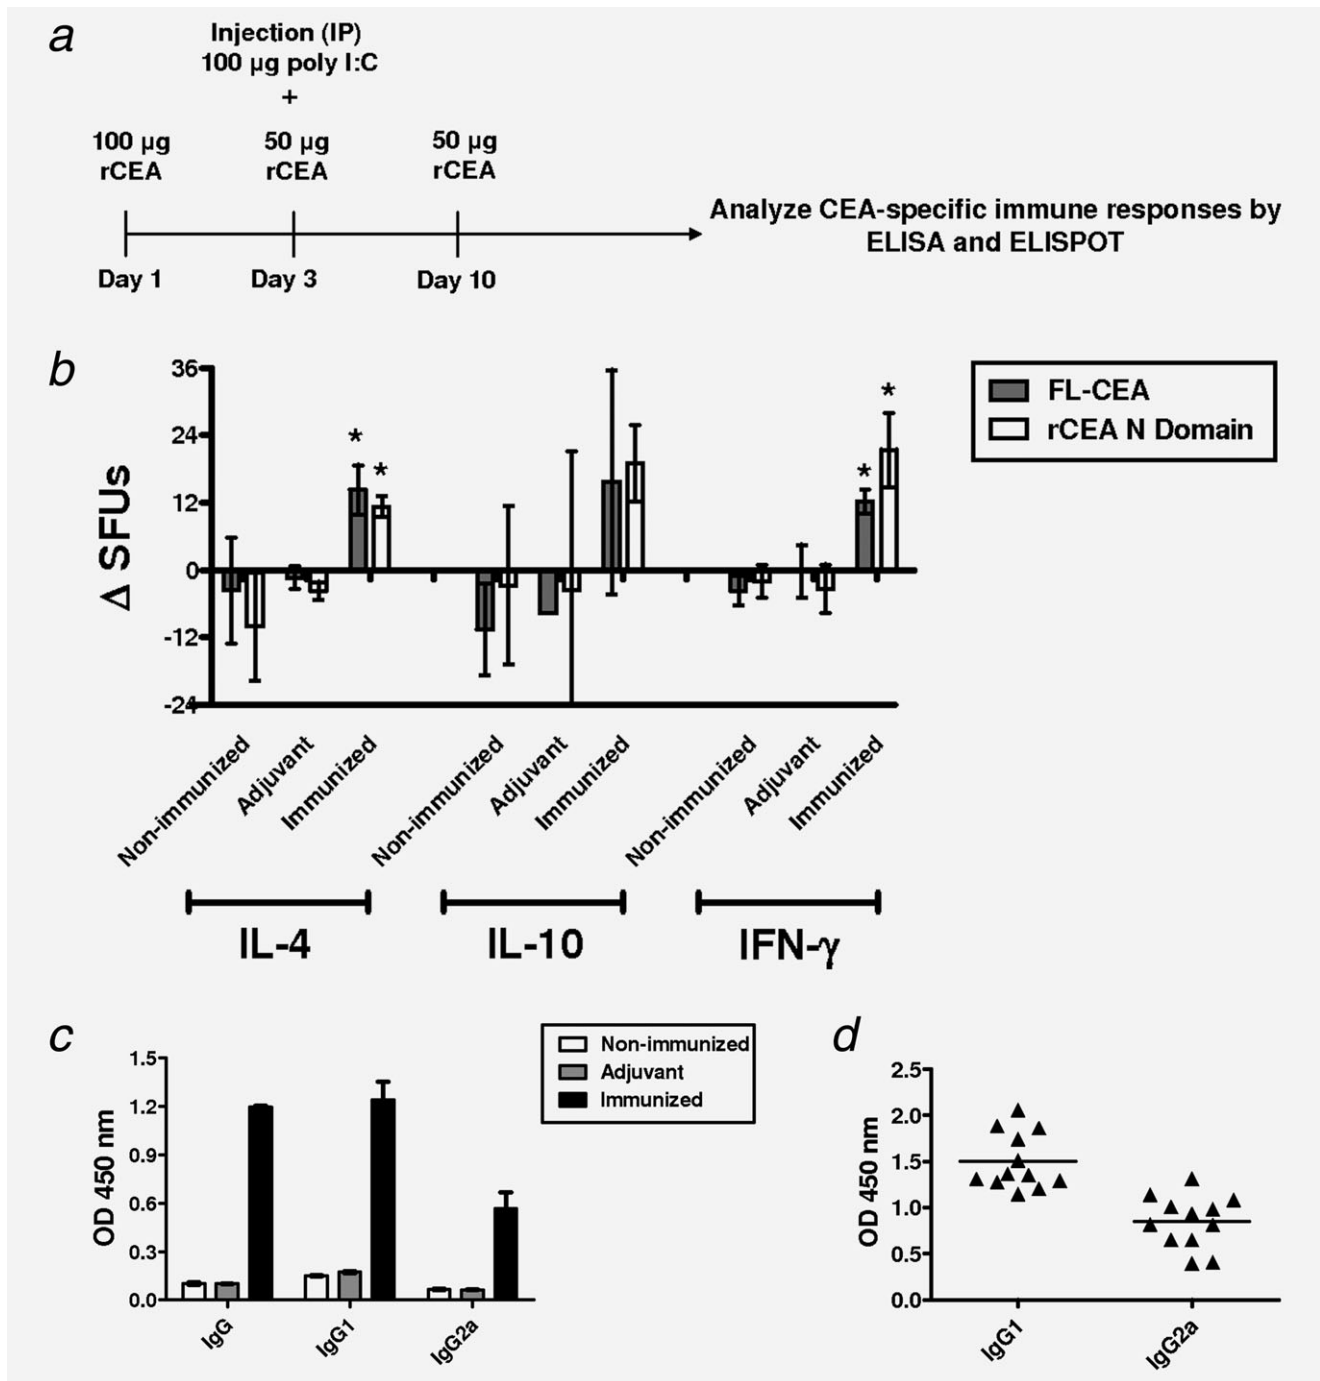 a
Injection (IP)
100 µg poly I:C
+
100 µg
rCEA
50 µg
rCEA
50 µg
rCEA
Day 1
Day 3
Day 10
Analyze CEA-specific immune responses by
ELISA and ELISPOT
b
Δ SFUs
36
24
12
0
-12
-24
*
*
*
*
FL-CEA
rCEA N Domain
Non-immunized
Adjuvant
Immunized
Non-immunized
Adjuvant
Immunized
Non-immunized
Adjuvant
Immunized
IL-4
IL-10
IFN-γ
c
OD 450 nm
1.5
1.2
0.9
0.6
0.3
0.0
IgG
IgG1
IgG2a
Non-immunized
Adjuvant
Immunized
d
OD 450 nm
2.5
2.0
1.5
1.0
0.5
0.0
IgG1
IgG2a